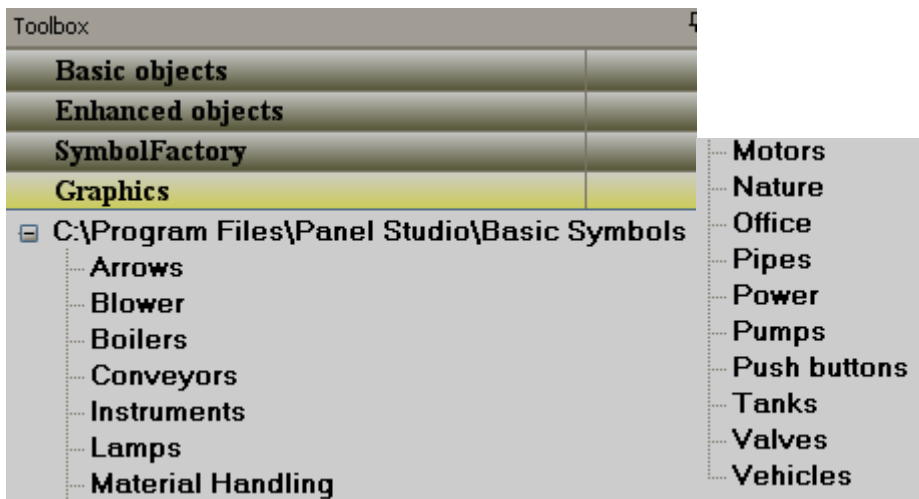 Toolbox
Basic objects
Enhanced objects
SymbolFactory
Graphics
C:\Program Files\Panel Studio\Basic Symbols
Arrows
Blower
Boilers
Conveyors
Instruments
Lamps
Material Handling
Motors
Nature
Office
Pipes
Power
Pumps
Push buttons
Tanks
Valves
Vehicles